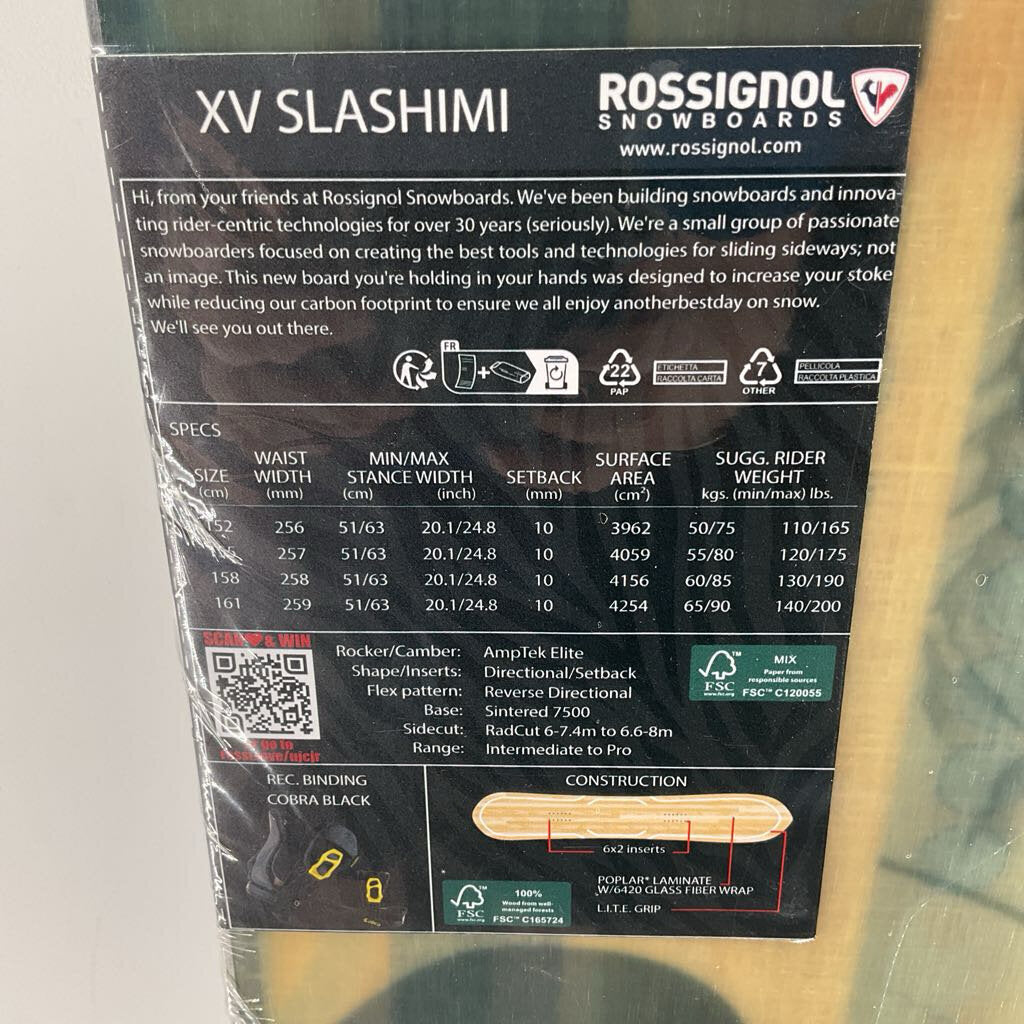 XV SLASHIMI
ROSSIGNOL
SNOWBOARDS
www.rossignol.com
Hi, from your friends at Rossignol Snowboards. We've been building snowboards and innova-
ting rider-centric technologies for over 30 years (seriously). We're a small group of passionate
snowboarders focused on creating the best tools and technologies for sliding sideways; not
an image. This new board you're holding in your hands was designed to increase your stoke
while reducing our carbon footprint to ensure we all enjoy anotherbestday on snow.
We'll see you out there.
FR
+
22
PAP
ETICHETTA
RACCOLTA CARTA
7
OTHER
PELLICOLA
RACCOLTA PLASTICA
SPECS
SIZE (cm) WAIST WIDTH (mm) MIN/MAX STANCE WIDTH (cm) (inch) SETBACK (mm) SURFACE AREA (cm²) SUGG. RIDER WEIGHT kgs. (min/max) lbs.
152 256 51/63 20.1/24.8 10 3962 50/75 110/165
257 51/63 20.1/24.8 10 4059 55/80 120/175
158 258 51/63 20.1/24.8 10 4156 60/85 130/190
161 259 51/63 20.1/24.8 10 4254 65/90 140/200
SCAN & WIN
go to
Rocker/Camber: AmpTek Elite
Shape/Inserts: Directional/Setback
Flex pattern: Reverse Directional
Base: Sintered 7500
Sidecut: RadCut 6-7.4m to 6.6-8m
Range: Intermediate to Pro
FSC™
www.fsc.org
MIX
Paper from
responsible sources
FSC™ C120055
REC. BINDING
COBRA BLACK
CONSTRUCTION
6x2 inserts
POPLAR* LAMINATE
W/6420 GLASS FIBER WRAP
L.I.T.E. GRIP
FSC™
www.fsc.org
100%
Wood from well-
managed forests
FSC™ C165724